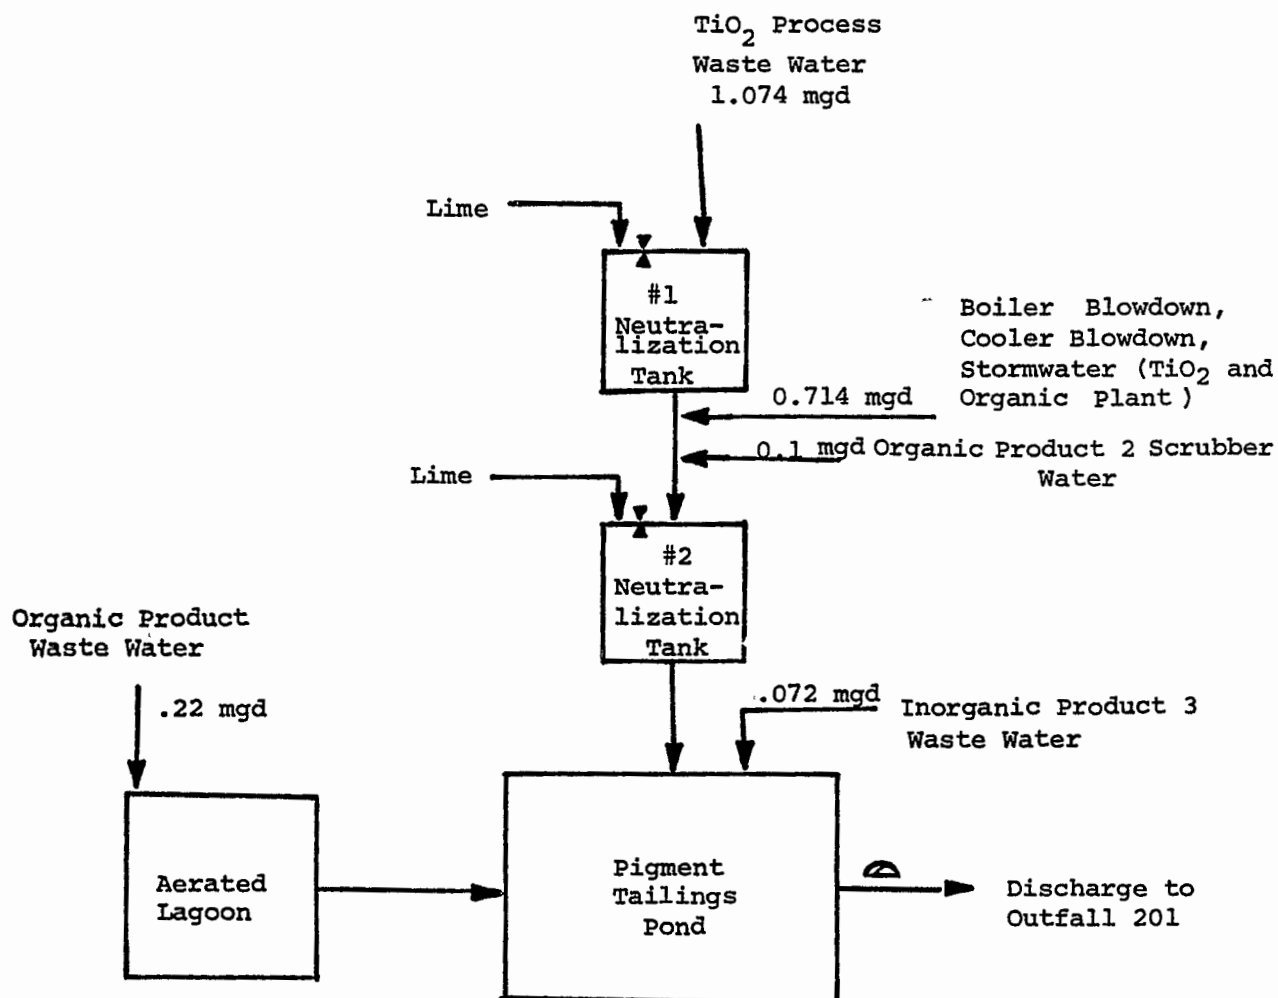 TiO2 Process
Waste Water
1.074 mgd
Lime
#1
Neutra-
lization
Tank
Boiler Blowdown,
Cooler Blowdown,
Stormwater (TiO2 and
Organic Plant )
0.714 mgd
0.1 mgd Organic Product 2 Scrubber
Water
Lime
#2
Neutra-
lization
Tank
Organic Product
Waste Water
.22 mgd
.072 mgd
Inorganic Product 3
Waste Water
Aerated
Lagoon
Pigment
Tailings
Pond
Discharge to
Outfall 201